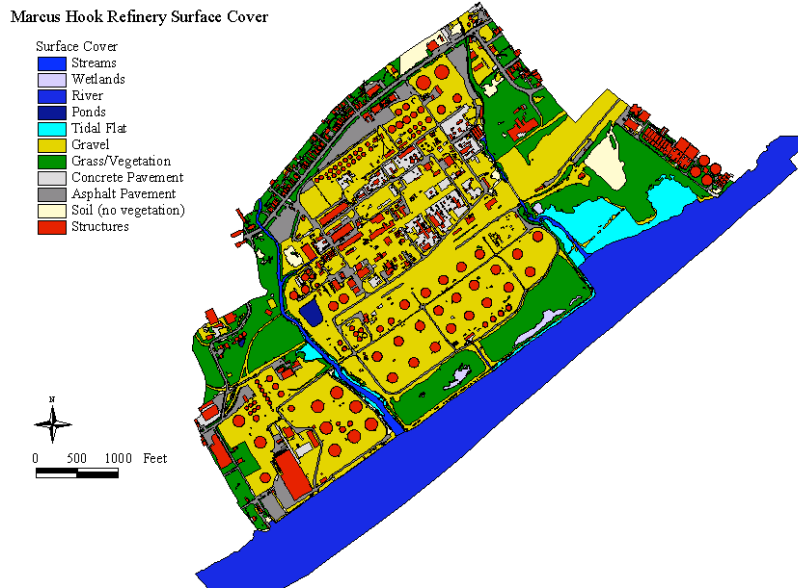 Marcus Hook Refinery Surface Cover
Surface Cover
Streams
Wetlands
River
Ponds
Tidal Flat
Gravel
Grass/Vegetation
Concrete Pavement
Asphalt Pavement
Soil (no vegetation)
Structures
N
0 500 1000 Feet